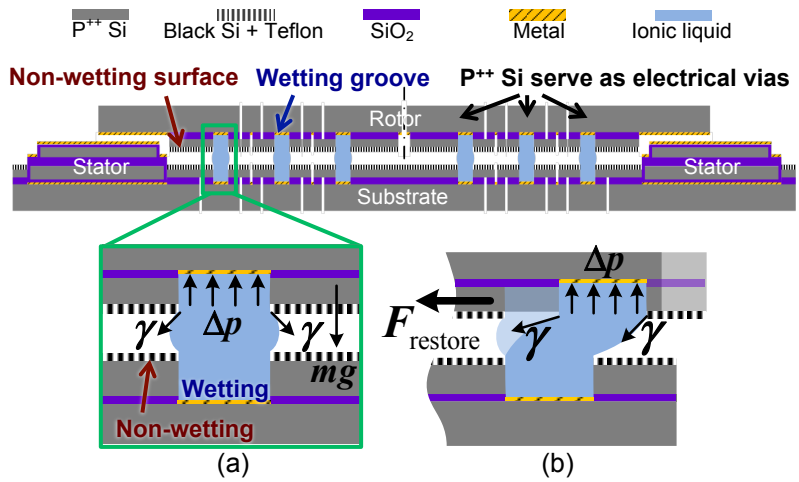 P++ Si
Black Si + Teflon
SiO2
Metal
Ionic liquid
Non-wetting surface
Wetting groove
P++ Si serve as electrical vias
Rotor
Stator
Stator
Substrate
γ
Δp
γ
mg
Wetting
Non-wetting
Δp
Frestore
γ
γ
(a)
(b)